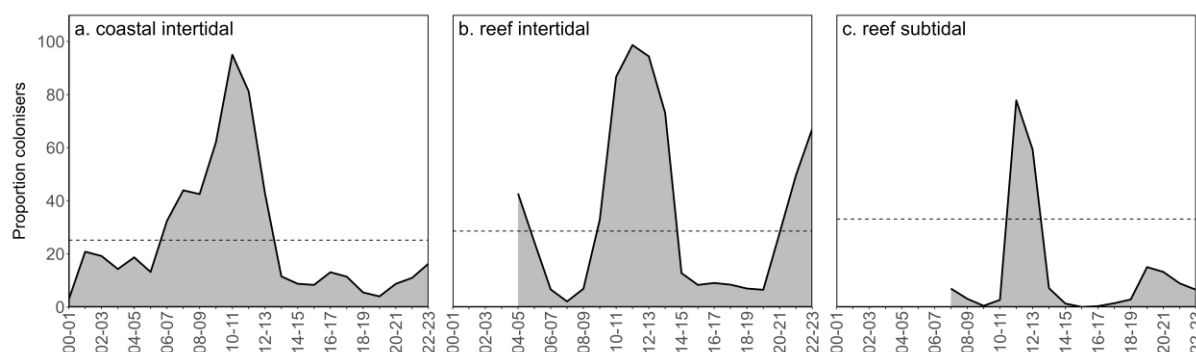 a. coastal intertidal
b. reef intertidal
c. reef subtidal
Proportion colonisers
100
80
60
40
20
0
00-01 02-03 04-05 06-07 08-09 10-11 12-13 14-15 16-17 18-19 20-21 22-23
00-01 02-03 04-05 06-07 08-09 10-11 12-13 14-15 16-17 18-19 20-21 22-23
00-01 02-03 04-05 06-07 08-09 10-11 12-13 14-15 16-17 18-19 20-21 22-23